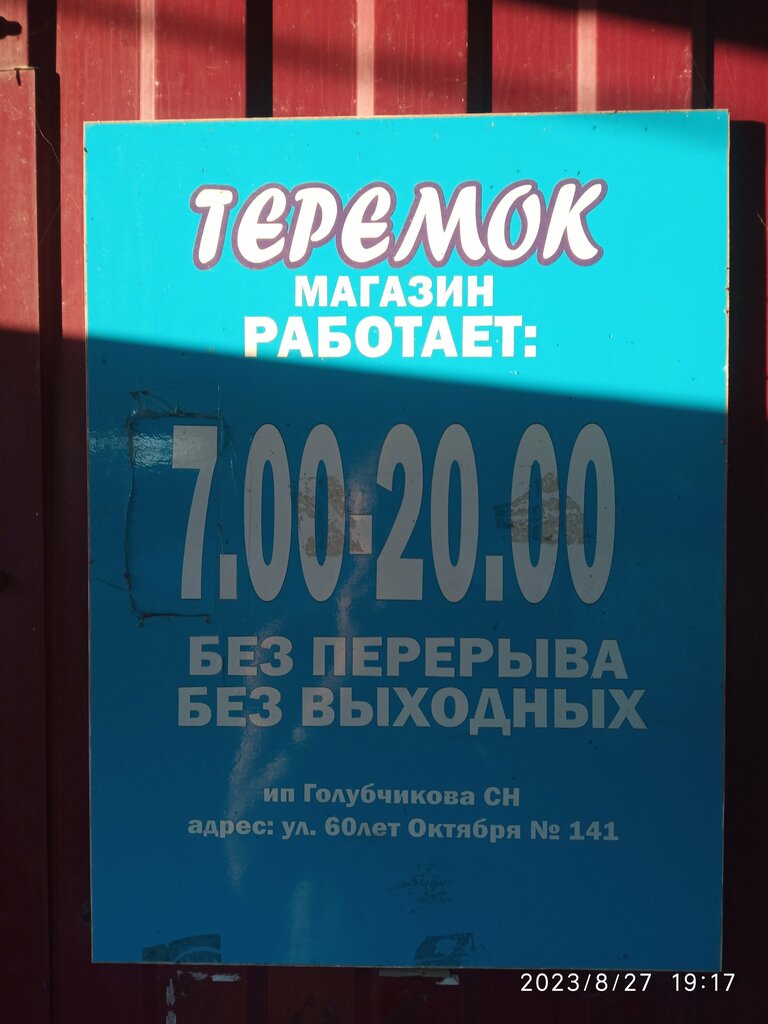 ТЕРЕМОК
МАГАЗИН
РАБОТАЕТ:
7.00-20.00
БЕЗ ПЕРЕРЫВА
БЕЗ ВЫХОДНЫХ
ип Голубчикова СН
адрес: ул. 60лет Октября № 141
2023/8/27 19:17